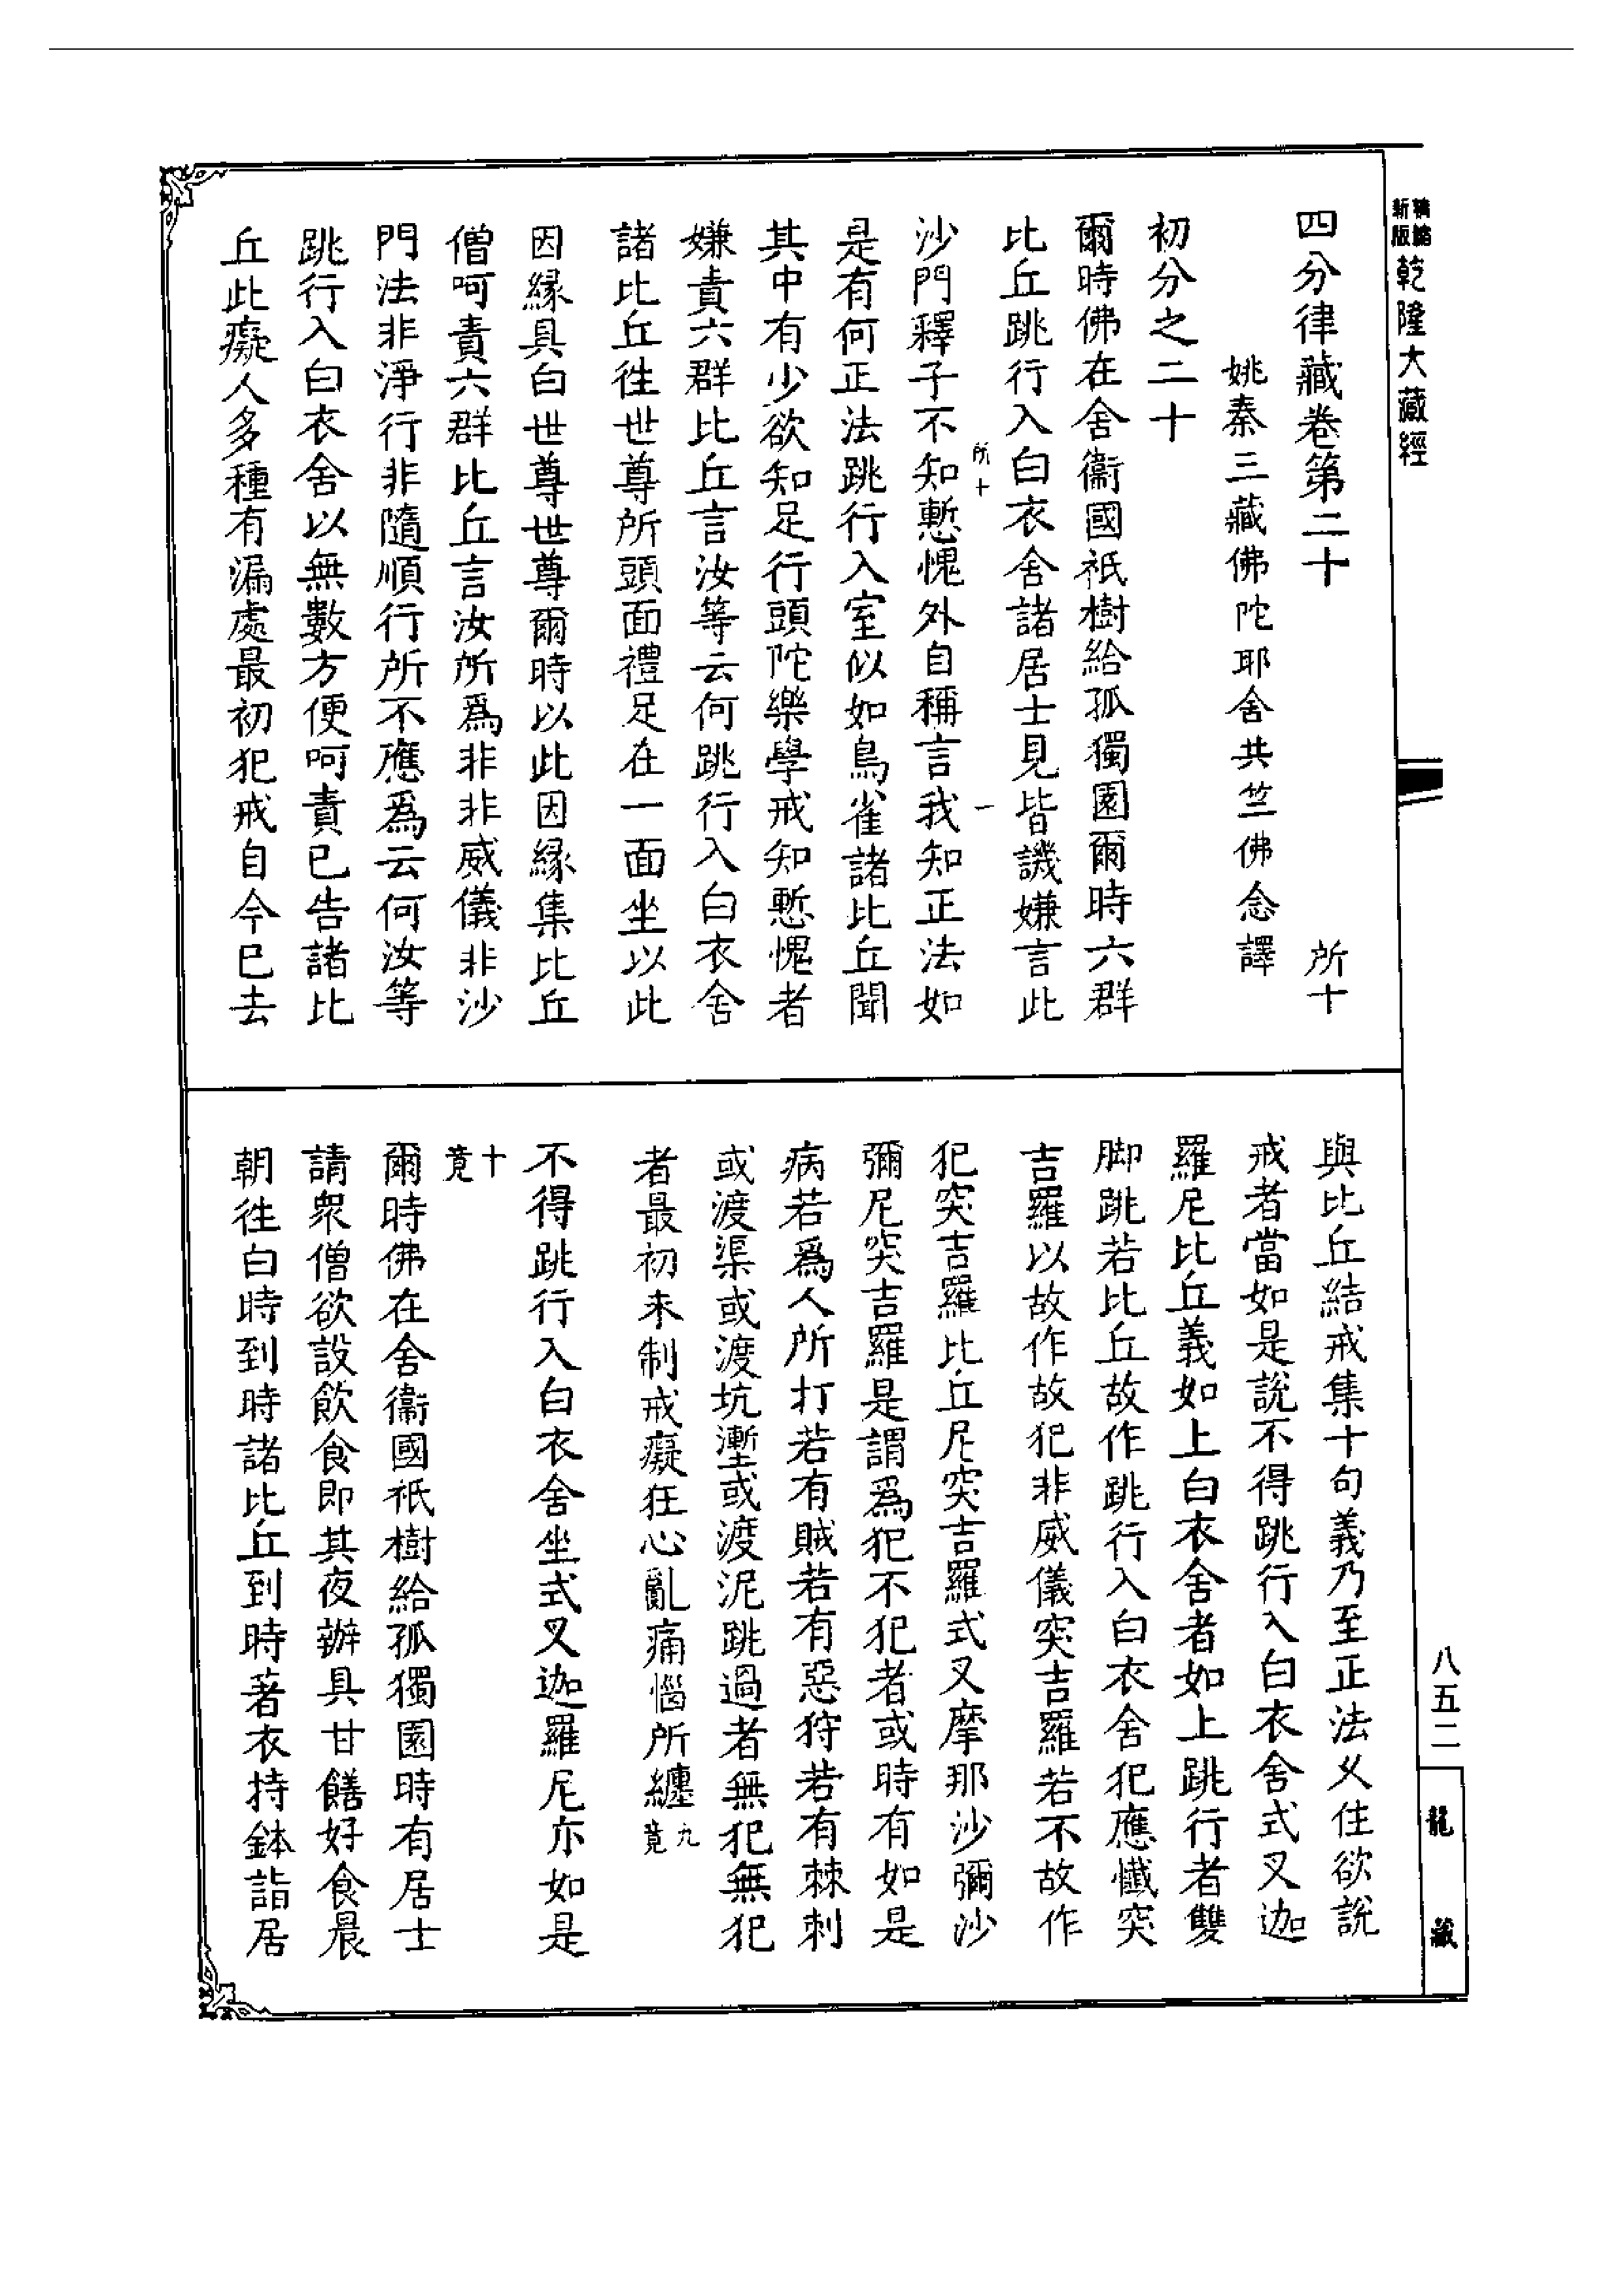 精縮
新版
乾隆大藏經
四分律藏卷第二十
所十
姚秦三藏佛陀耶舍共竺佛念譯
初分之二十
爾時佛在舍衞國祇樹給孤獨園爾時六群
比丘跳行入白衣舍諸居士見皆譏嫌言此
所十
一
沙門釋子不知慙愧外自稱言我知正法如
是有何正法跳行入室似如鳥雀諸比丘聞
其中有少欲知足行頭陀樂學戒知慙愧者
嫌責六群比丘言汝等云何跳行入白衣舍
諸比丘徃世尊所頭面禮足在一面坐以此
因緣具白世尊世尊爾時以此因緣集比丘
僧呵責六群比丘言汝所爲非非威儀非沙
門法非淨行非隨順行所不應爲云何汝等
跳行入白衣舍以無數方便呵責已告諸比
丘此癡人多種有漏處最初犯戒自今已去
與比丘結戒集十句義乃至正法久住欲說
戒者當如是說不得跳行入白衣舍式叉迦
羅尼比丘義如上白衣舍者如上跳行者雙
脚跳若比丘故作跳行入白衣舍犯應懺突
吉羅以故作故犯非威儀突吉羅若不故作
犯突吉羅比丘尼突吉羅式叉摩那沙彌沙
彌尼突吉羅是謂爲犯不犯者或時有如是
病若爲人所打若有賊若有惡狩若有棘刺
或渡渠或渡坑壍或渡泥跳過者無犯無犯
者最初未制戒癡狂心亂痛惱所纏
九
竟
不得跳行入白衣舍坐式叉迦羅尼亦如是
十
竟
爾時佛在舍衞國祇樹給孤獨園時有居士
請衆僧欲設飲食即其夜辦具甘饍好食晨
朝徃白時到時諸比丘到時著衣持鉢詣居
八五二
龍
藏